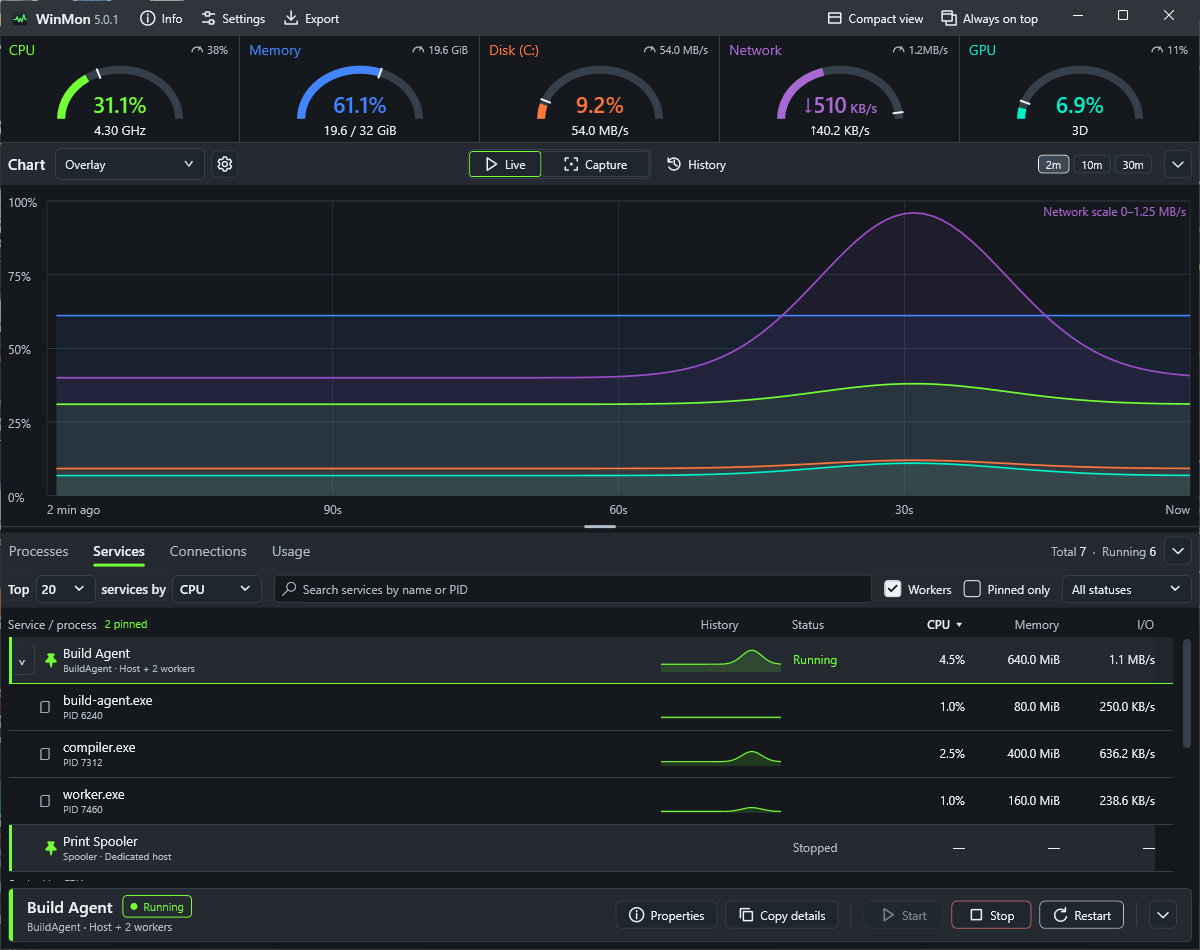 WinMon 5.0.1 Info Settings Export Compact view Always on top
CPU 38% Memory 19.6 GiB Disk (C:) 54.0 MB/s Network 1.2MB/s GPU 11%
31.1% 61.1% 9.2% ↓510 KB/s 6.9%
4.30 GHz 19.6 / 32 GiB 54.0 MB/s ↑40.2 KB/s 3D
Chart Overlay Live Capture History 2m 10m 30m
100%
Network scale 0–1.25 MB/s
75%
50%
25%
0%
2 min ago 90s 60s 30s Now
Processes Services Connections Usage Total 7 · Running 6
Top 20 services by CPU Search services by name or PID Workers Pinned only All statuses
Service / process 2 pinned History Status CPU ▼ Memory I/O
Build Agent Running 4.5% 640.0 MiB 1.1 MB/s
BuildAgent · Host + 2 workers
build-agent.exe 1.0% 80.0 MiB 250.0 KB/s
PID 6240
compiler.exe 2.5% 400.0 MiB 636.2 KB/s
PID 7312
worker.exe 1.0% 160.0 MiB 238.6 KB/s
PID 7460
Print Spooler Stopped — — —
Spooler · Dedicated host
Build Agent Running Properties Copy details Start Stop Restart
BuildAgent · Host + 2 workers